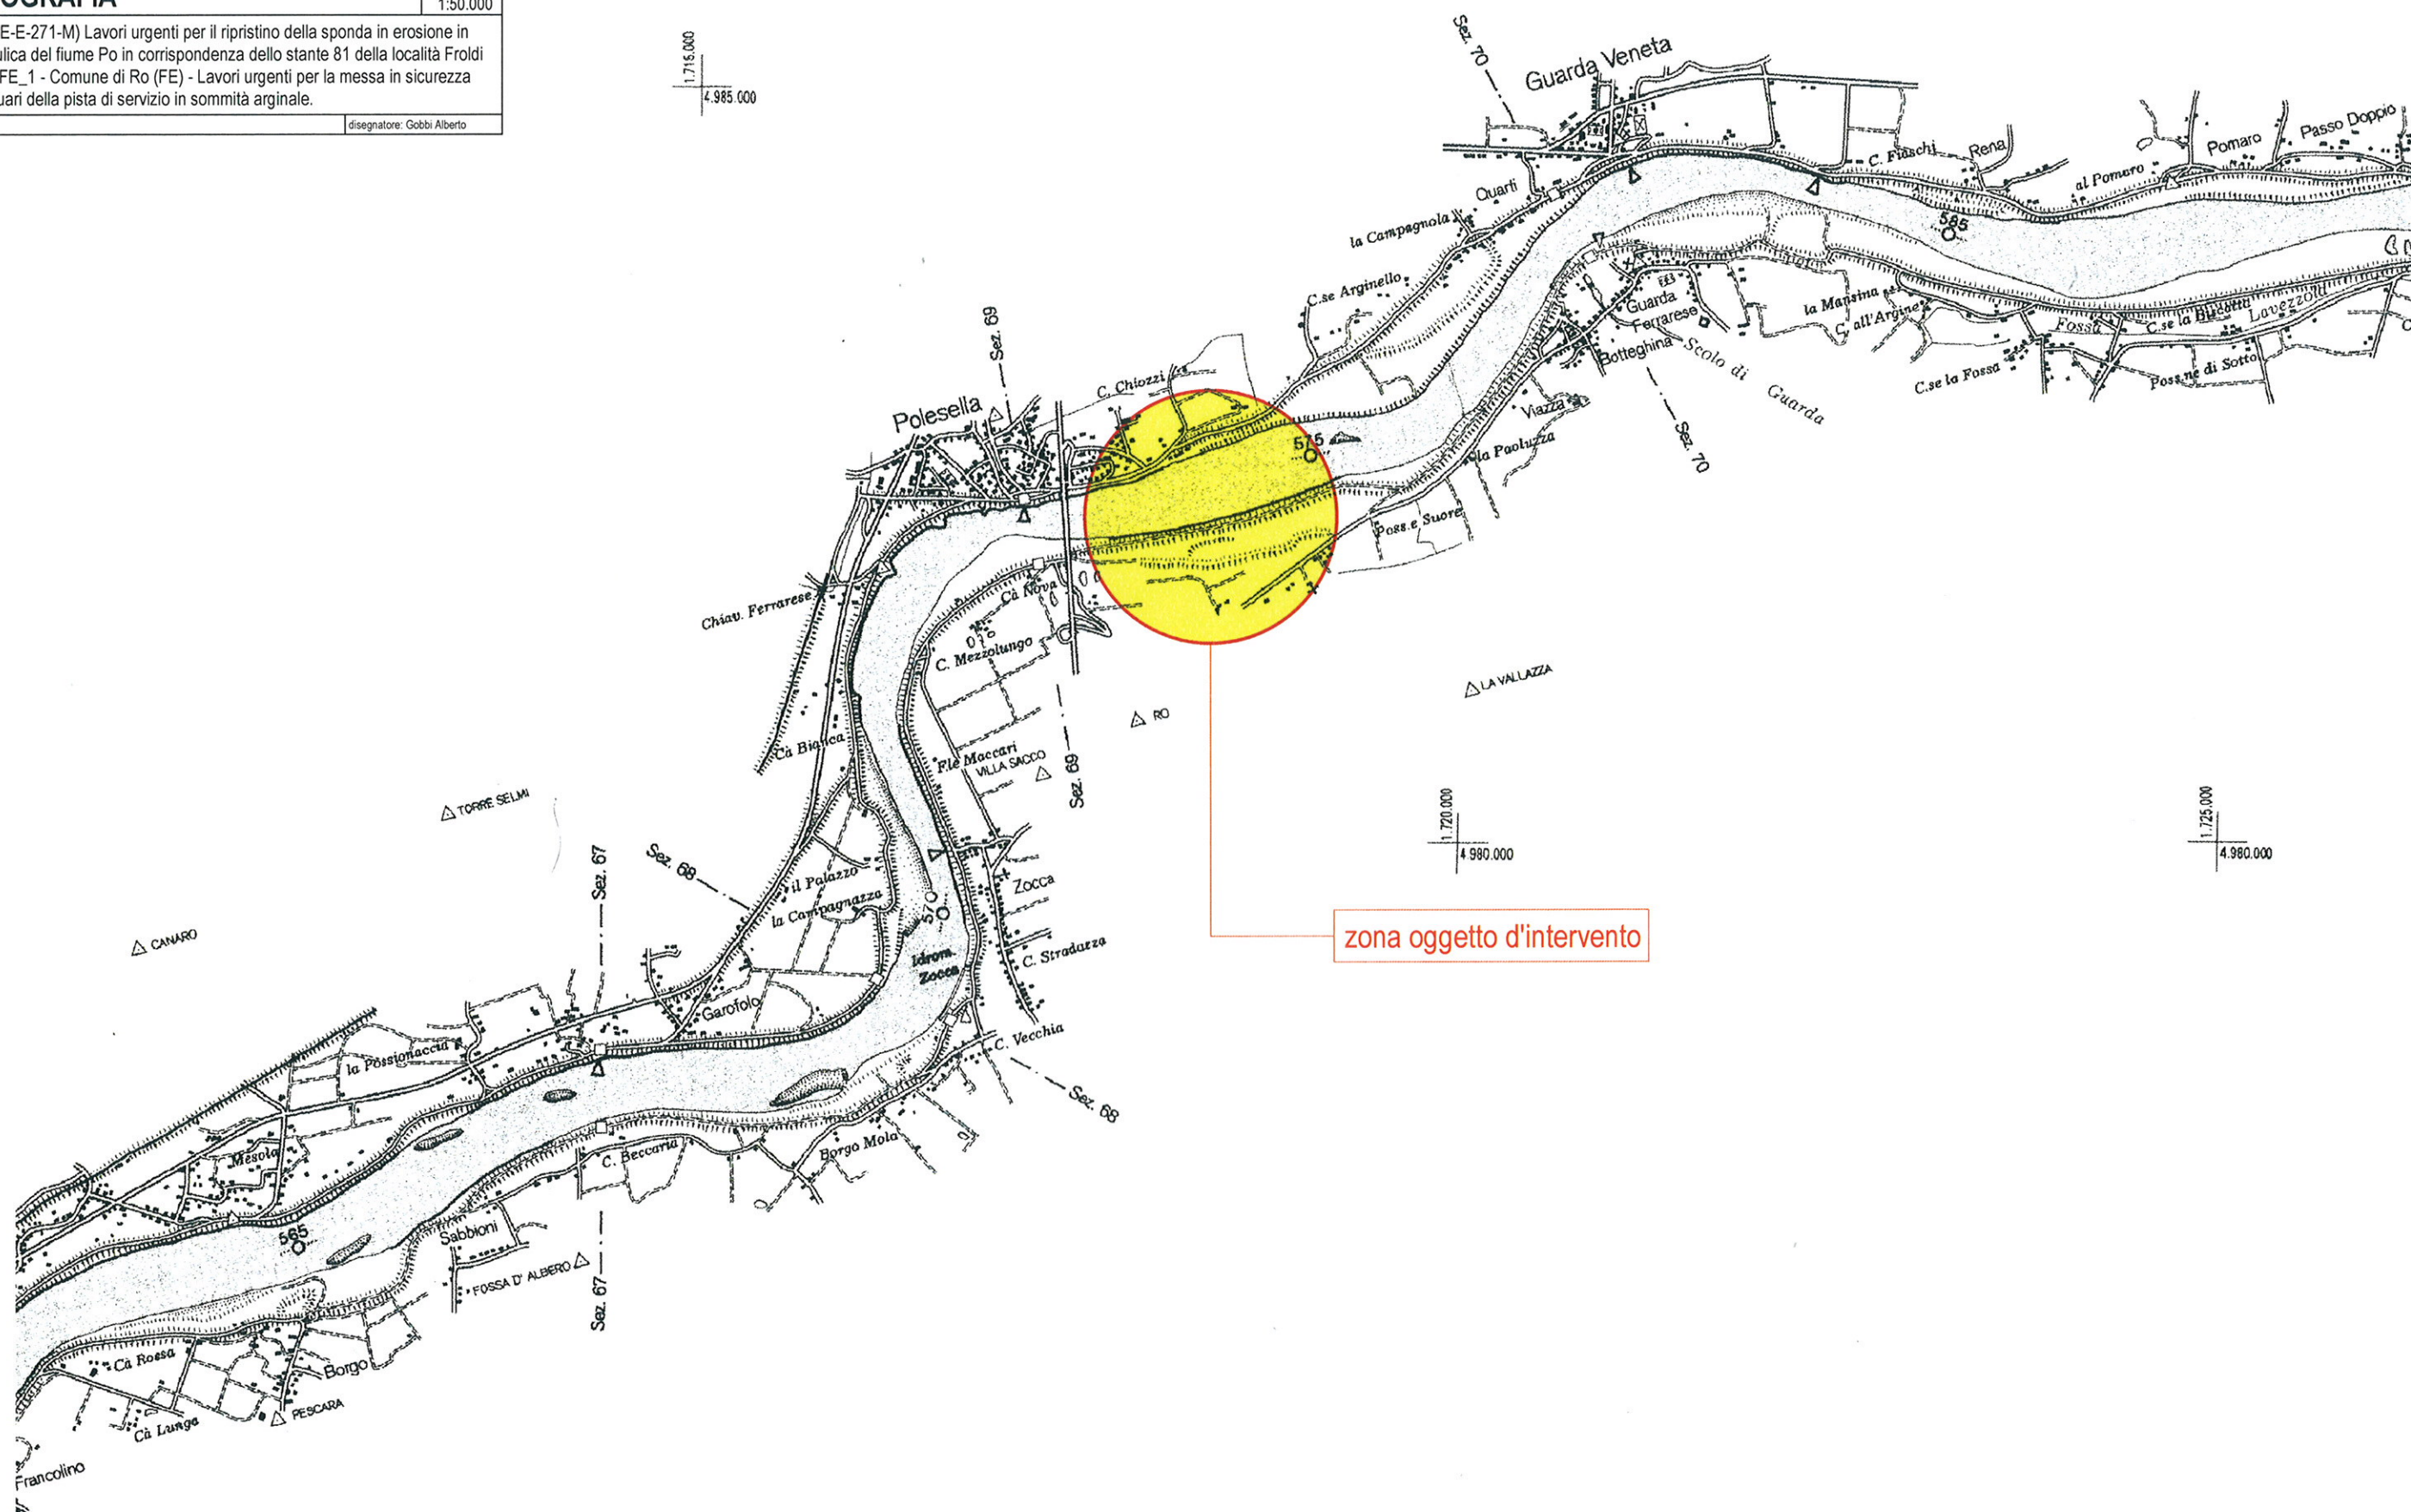 1:50.000
E-E-271-M) Lavori urgenti per il ripristino della sponda in erosione in
ulica del fiume Po in corrispondenza dello stante 81 della località Froldi
FE_1 - Comune di Ro (FE) - Lavori urgenti per la messa in sicurezza
uari della pista di servizio in sommità arginale.
disegnatore: Gobbi Alberto
1.715.000
4.985.000
Sez. 70
Guarda Veneta
C. Fiaschi
Rena
al Pomaro
Pomaro
Passo Doppio
Quarti
la Campagnola
585
C.se Arginello
Guarda
Ferrarese
Botteghina
Scolo di Guarda
la Mansina
C. all'Argine
Fossa
C.se la Bicotta
Lavezzola
C.se la Fossa
Poss.ne di Sotto
Sez. 69
C. Chiozzi
Polesella
575
Viazza
la Paoluzza
Sez. 70
Poss.e Suore
Chiav. Ferrarese
Cà Nova
C. Mezzolungo
LA VALLAZZA
RO
Cà Bianca
F.le Maccari
VILLA SACCO
Sez. 69
TORRE SELMI
1.720.000
4.980.000
1.725.000
4.980.000
Sez. 67
Sez. 68
il Palazzo
la Campagnazza
570
Zocca
CANARO
zona oggetto d'intervento
Idrom.
Zocca
C. Stradazza
Garofolo
la Possionaccia
C. Vecchia
Sez. 68
Mesola
C. Beccaria
Borgo Mola
565
Sabbioni
FOSSA D' ALBERO
Sez. 67
Cà Rossa
Borgo
PESCARA
Cà Lunga
Francolino